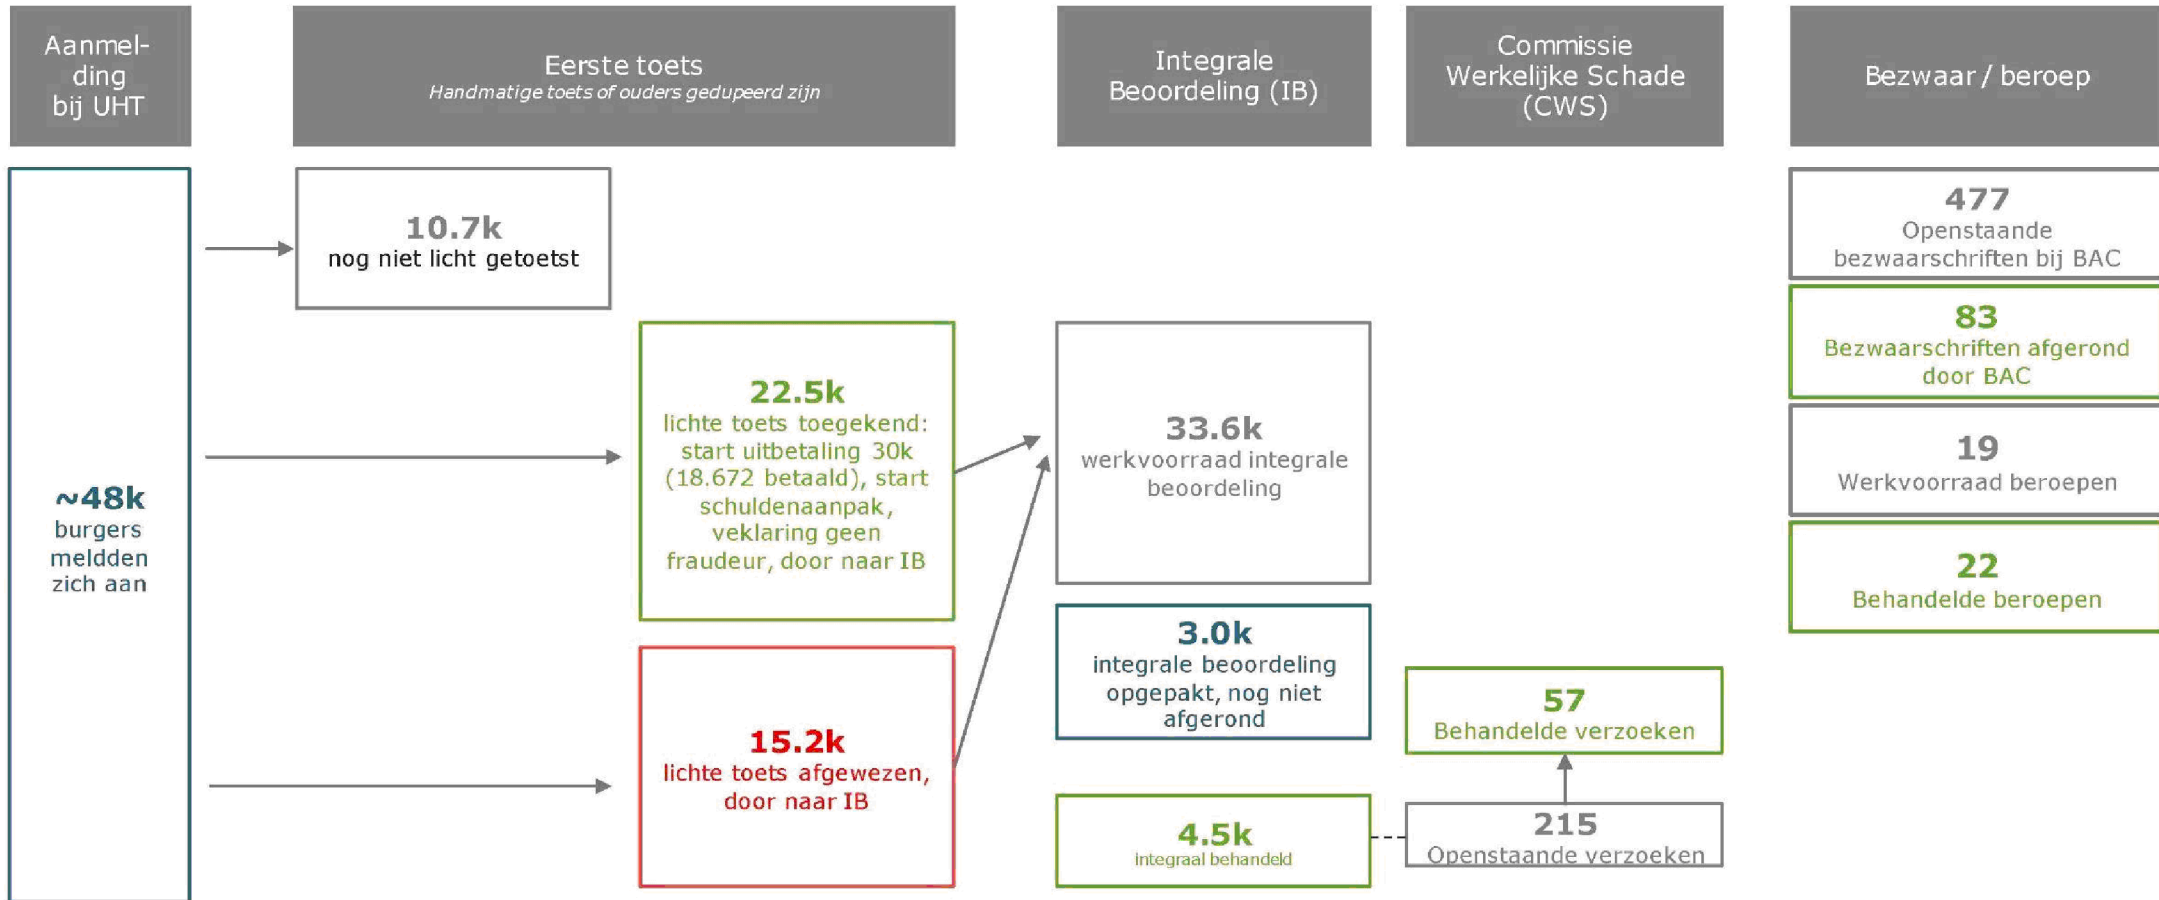 Aanmel-
ding
bij UHT
Eerste toets
Handmatige toets of ouders gedupeerd zijn
Integrale
Beoordeling (IB)
Commissie
Werkelijke Schade
(CWS)
Bezwaar / beroep
~48k
burgers
meldden
zich aan
10.7k
nog niet licht getoetst
22.5k
lichte toets toegekend:
start uitbetaling 30k
(18.672 betaald), start
schuldenaanpak,
veklaring geen
fraudeur, door naar IB
15.2k
lichte toets afgewezen,
door naar IB
33.6k
werkvoorraad integrale
beoordeling
3.0k
integrale beoordeling
opgepakt, nog niet
afgerond
4.5k
integraal behandeld
57
Behandelde verzoeken
215
Openstaande verzoeken
477
Openstaande
bezwaarschriften bij BAC
83
Bezwaarschriften afgerond
door BAC
19
Werkvoorraad beroepen
22
Behandelde beroepen